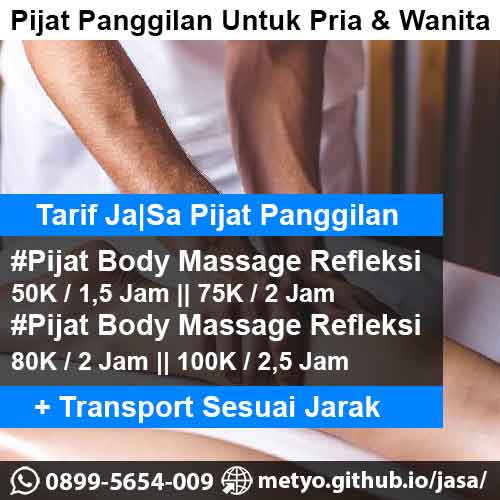 Pijat Panggilan Untuk Pria & Wanita
Tarif Ja|Sa Pijat Panggilan
#Pijat Body Massage Refleksi
50K / 1,5 Jam || 75K / 2 Jam
#Pijat Body Massage Refleksi
80K / 2 Jam || 100K / 2,5 Jam
+ Transport Sesuai Jarak
0899-5654-009 metyo.github.io/jasa/